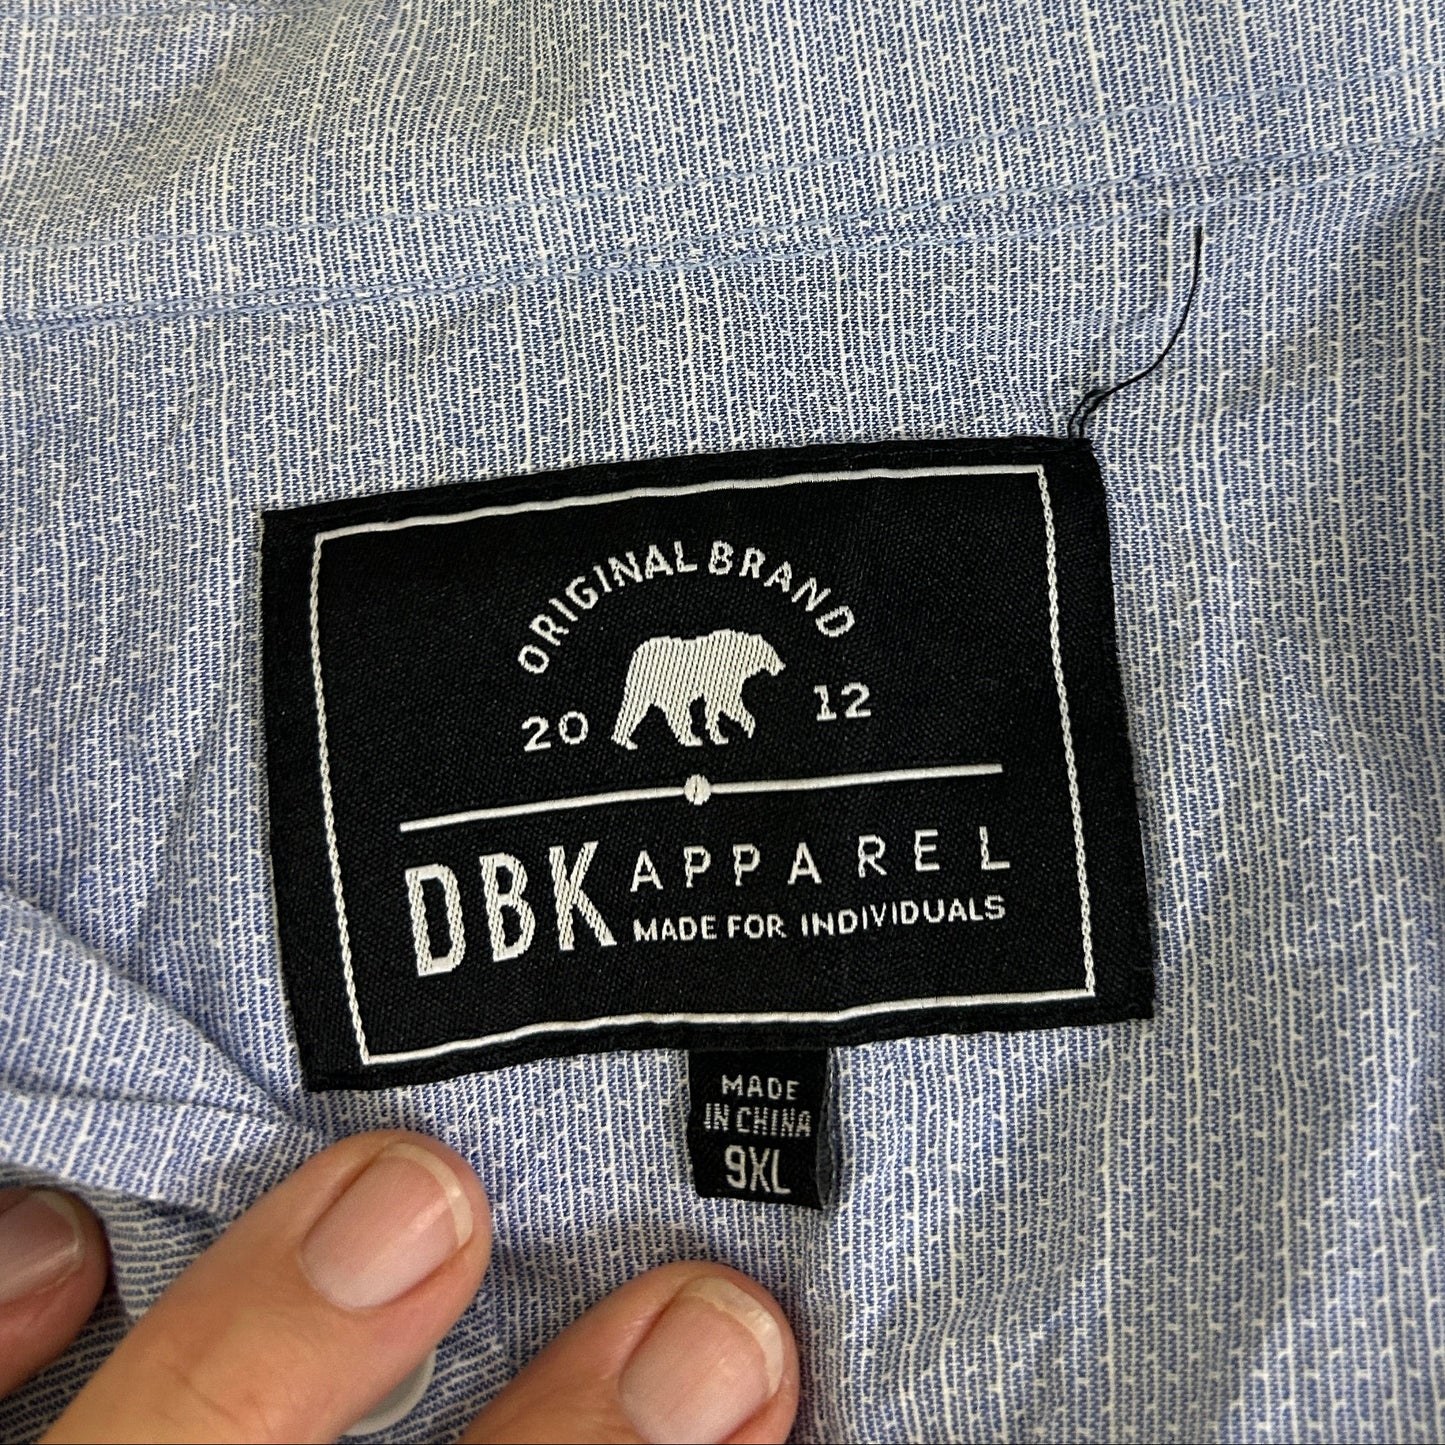 ORIGINAL BRAND
20 12
DBK APPAREL
MADE FOR INDIVIDUALS
MADE
IN CHINA
9XL